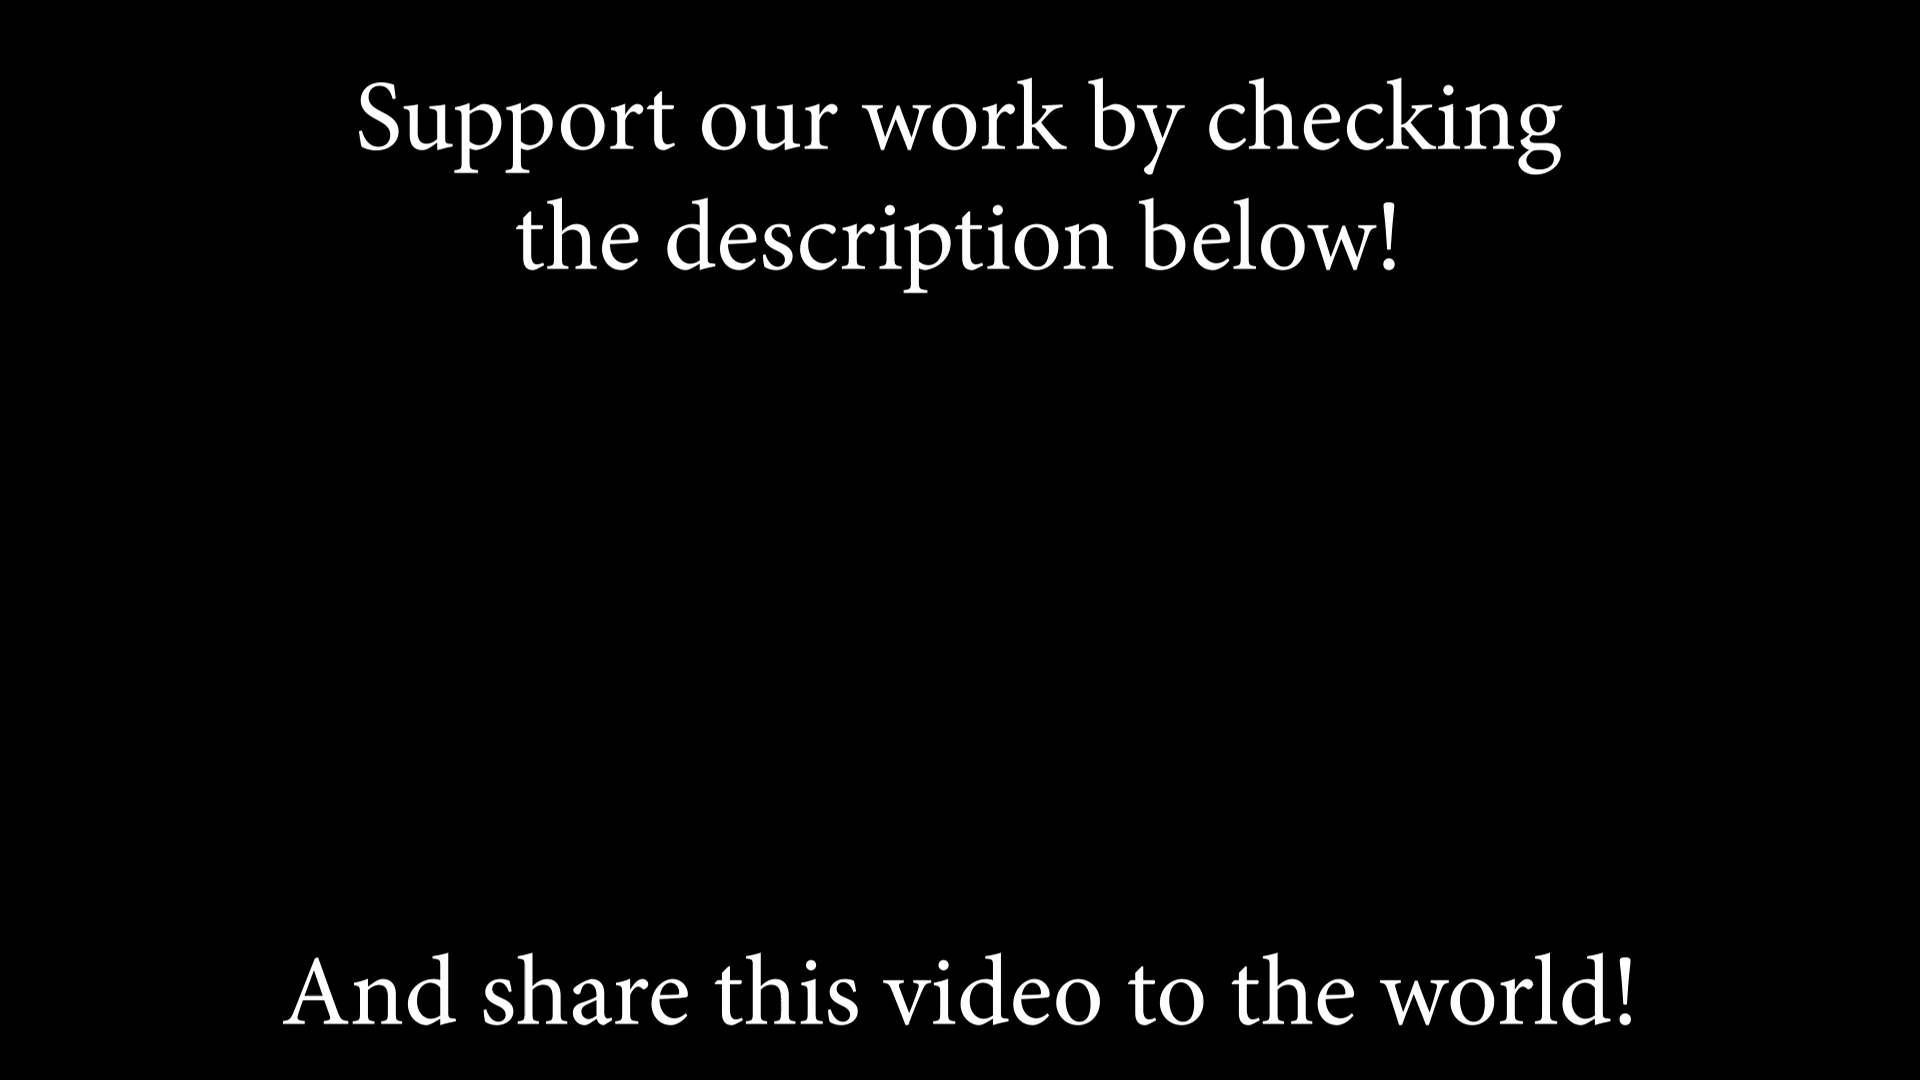 Support our work by checking
the description below!
And share this video to the world!